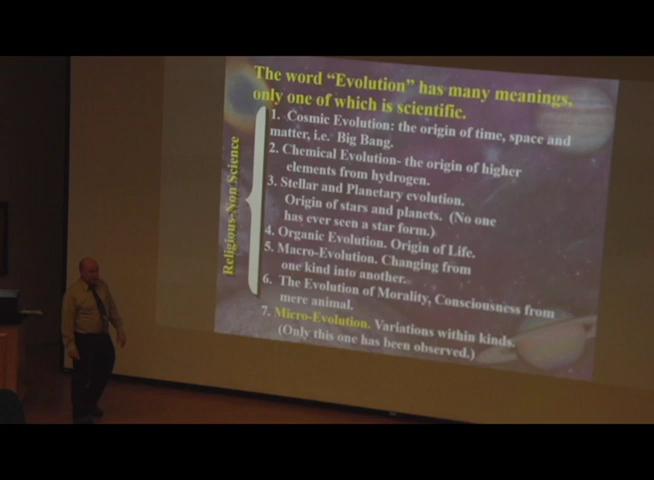 The word “Evolution” has many meanings,
only one of which is scientific.
Religious-Non Science
1. Cosmic Evolution: the origin of time, space and
matter, i.e. Big Bang.
2. Chemical Evolution- the origin of higher
elements from hydrogen.
3. Stellar and Planetary evolution.
Origin of stars and planets. (No one
has ever seen a star form.)
4. Organic Evolution. Origin of Life.
5. Macro-Evolution. Changing from
one kind into another.
6. The Evolution of Morality, Consciousness from
mere animal.
7. Micro-Evolution. Variations within kinds.
(Only this one has been observed.)